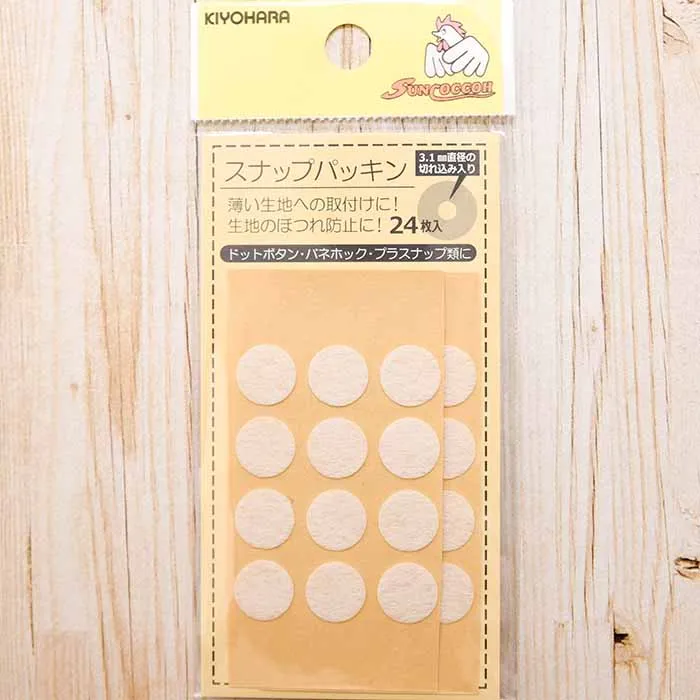 KIYOHARA
SUNCOCCOH
スナップパッキン
3.1㎜直径の
切れ込み入り
薄い生地への取付けに!
生地のほつれ防止に! 24枚入
ドットボタン・バネホック・プラスナップ類に